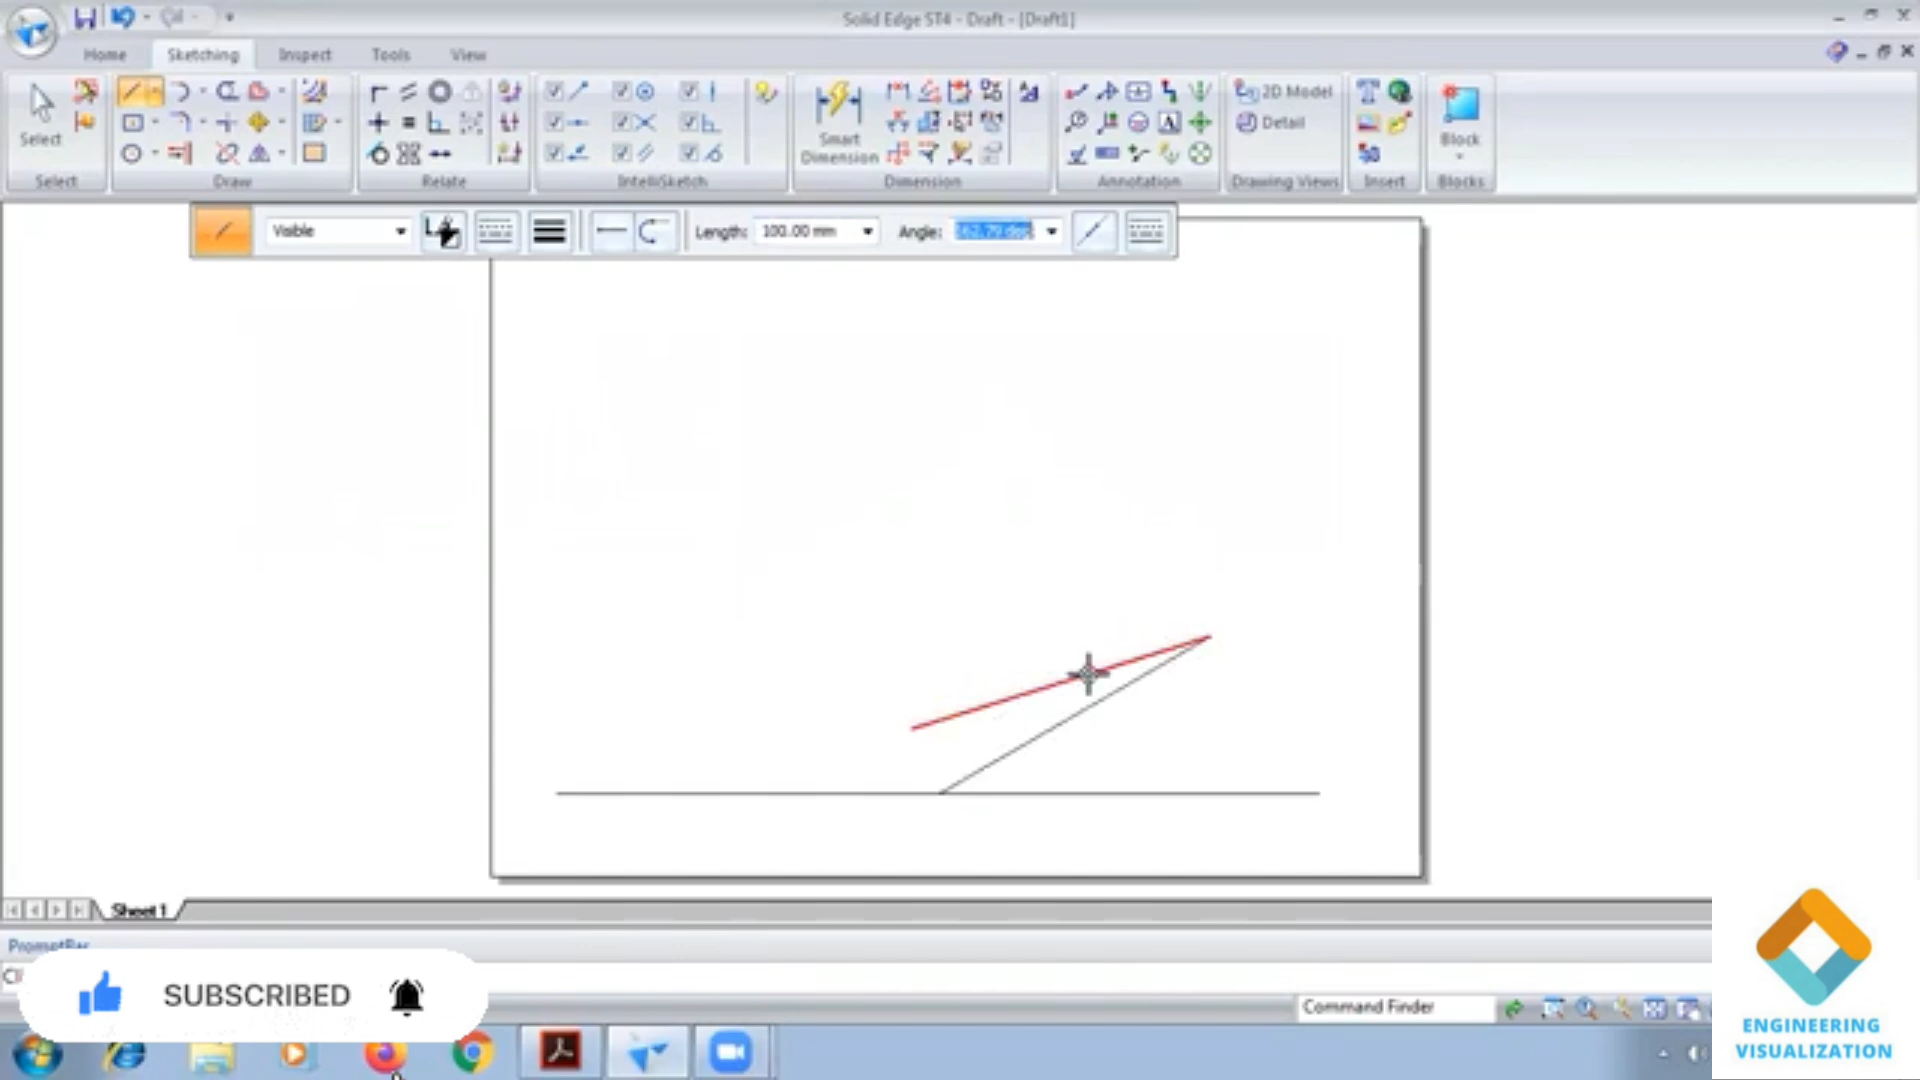 Solid Edge ST4 - Draft - [Draft1]
Home Sketching Inspect Tools View
Select
Smart
Dimension
2D Model
Detail
Block
Select Draw Relate IntelliSketch Dimension Annotation Drawing Views Insert Blocks
Visible Length: 100.00 mm Angle:
Sheet1
PromptBar
SUBSCRIBED
Command Finder
ENGINEERING
VISUALIZATION